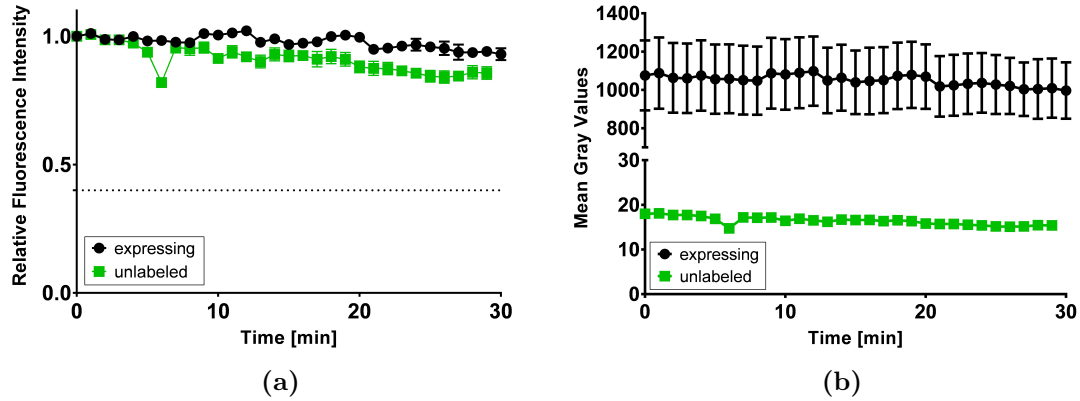 Relative Fluorescence Intensity
1.0
0.5
0.0
expressing
unlabeled
0 10 20 30
Time [min]
(a)
Mean Gray Values
1400
1200
1000
800
30
20
10
0
expressing
unlabeled
0 10 20 30
Time [min]
(b)